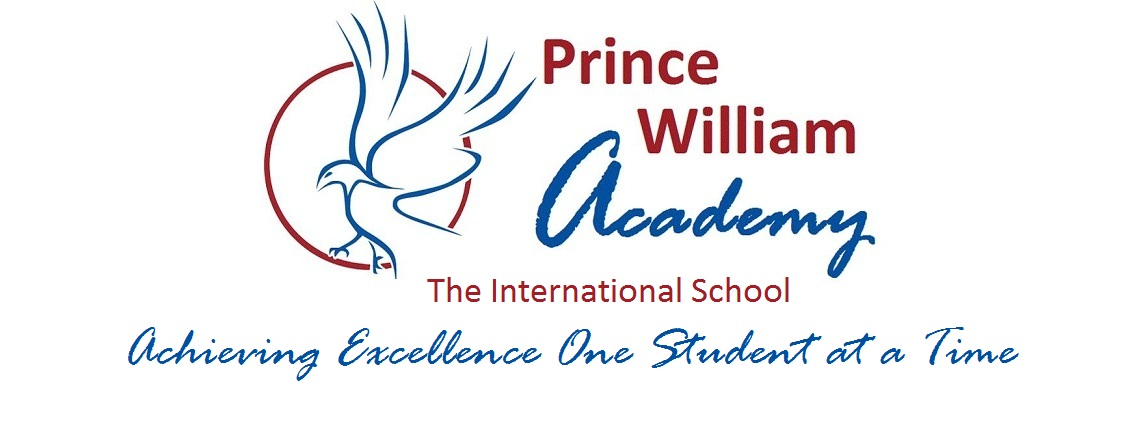 Prince
William
Academy
The International School
Achieving Excellence One Student at a Time